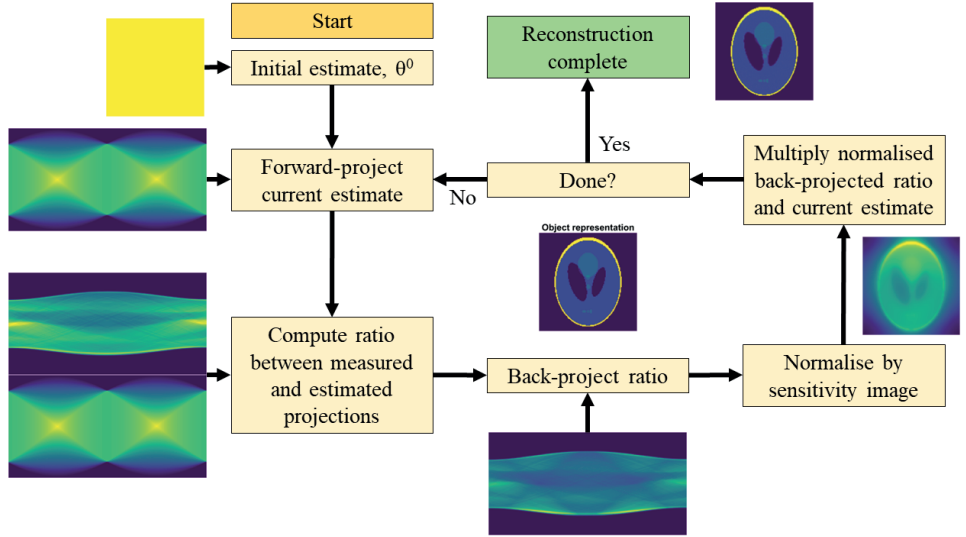 Start
Initial estimate, θ⁰
Reconstruction
complete
Yes
Forward-project
current estimate
No
Done?
Multiply normalised
back-projected ratio
and current estimate
Object representation
Compute ratio
between measured
and estimated
projections
Back-project ratio
Normalise by
sensitivity image